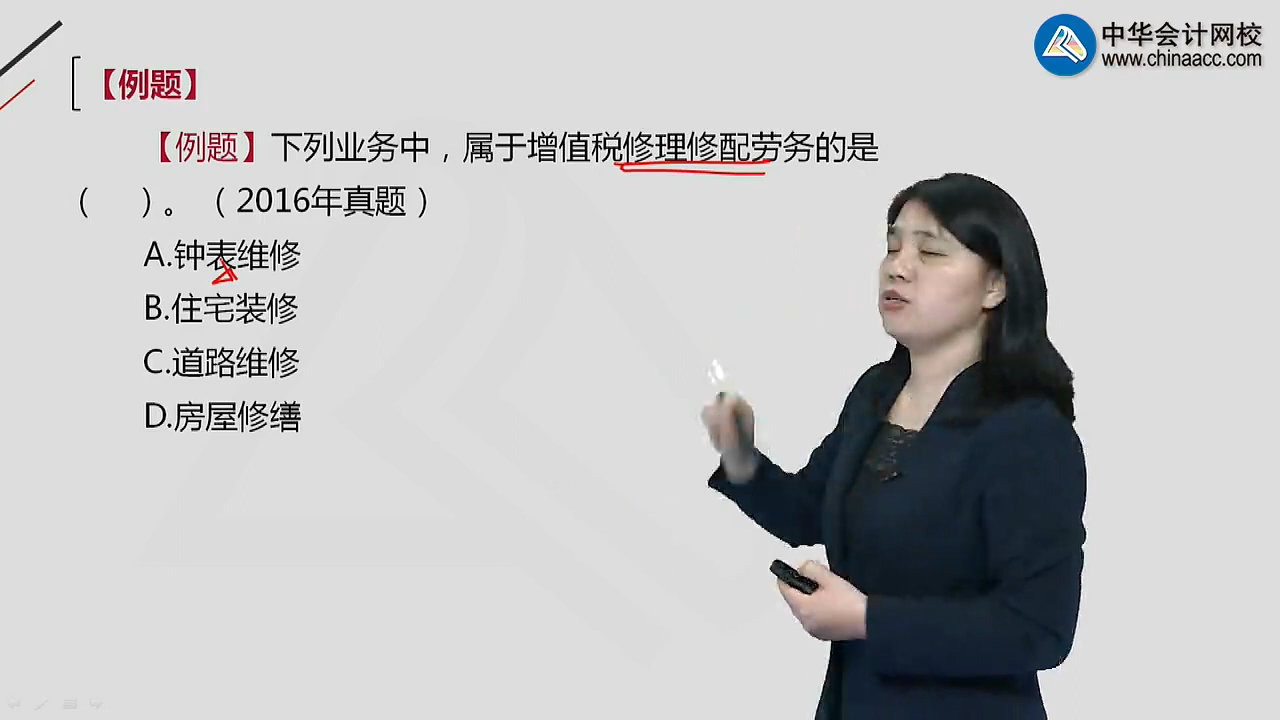 中华会计网校
www.chinaacc.com
【例题】
【例题】下列业务中，属于增值税修理修配劳务的是
（ ）。（2016年真题）
A.钟表维修
B.住宅装修
C.道路维修
D.房屋修缮